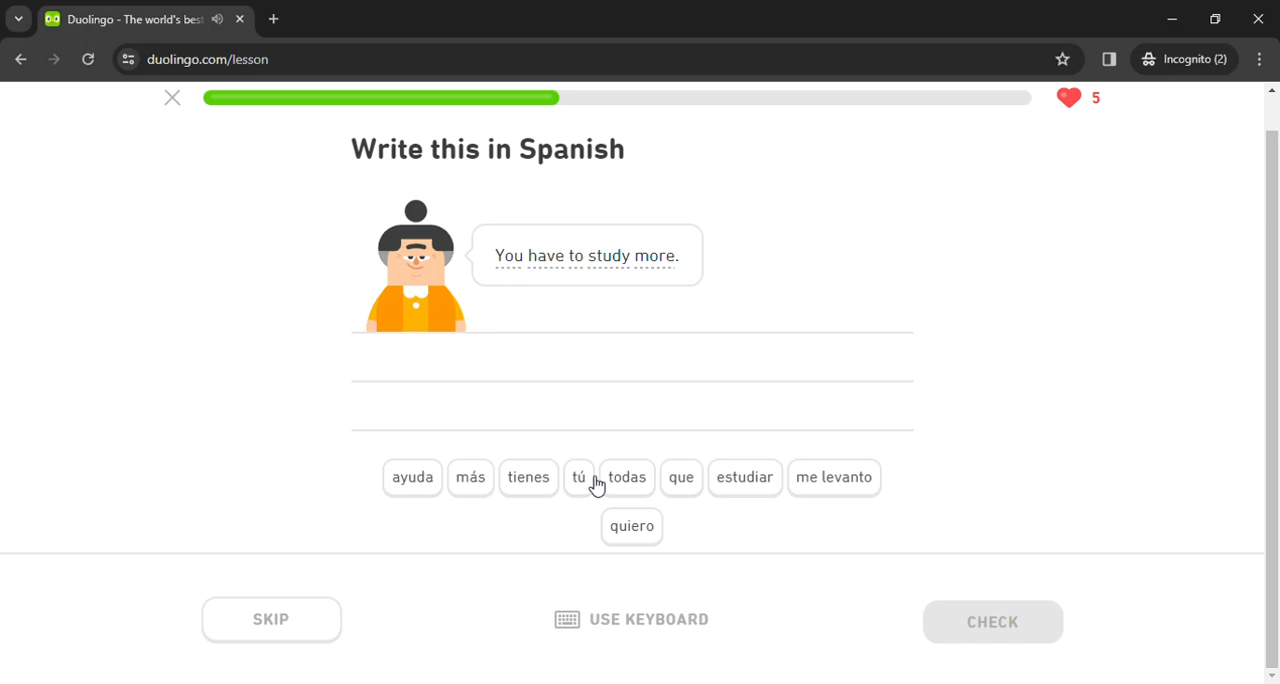 Duolingo - The world's bes
duolingo.com/lesson
Incognito (2)
5
Write this in Spanish
You have to study more.
ayuda más tienes tú todas que estudiar me levanto
quiero
SKIP USE KEYBOARD CHECK